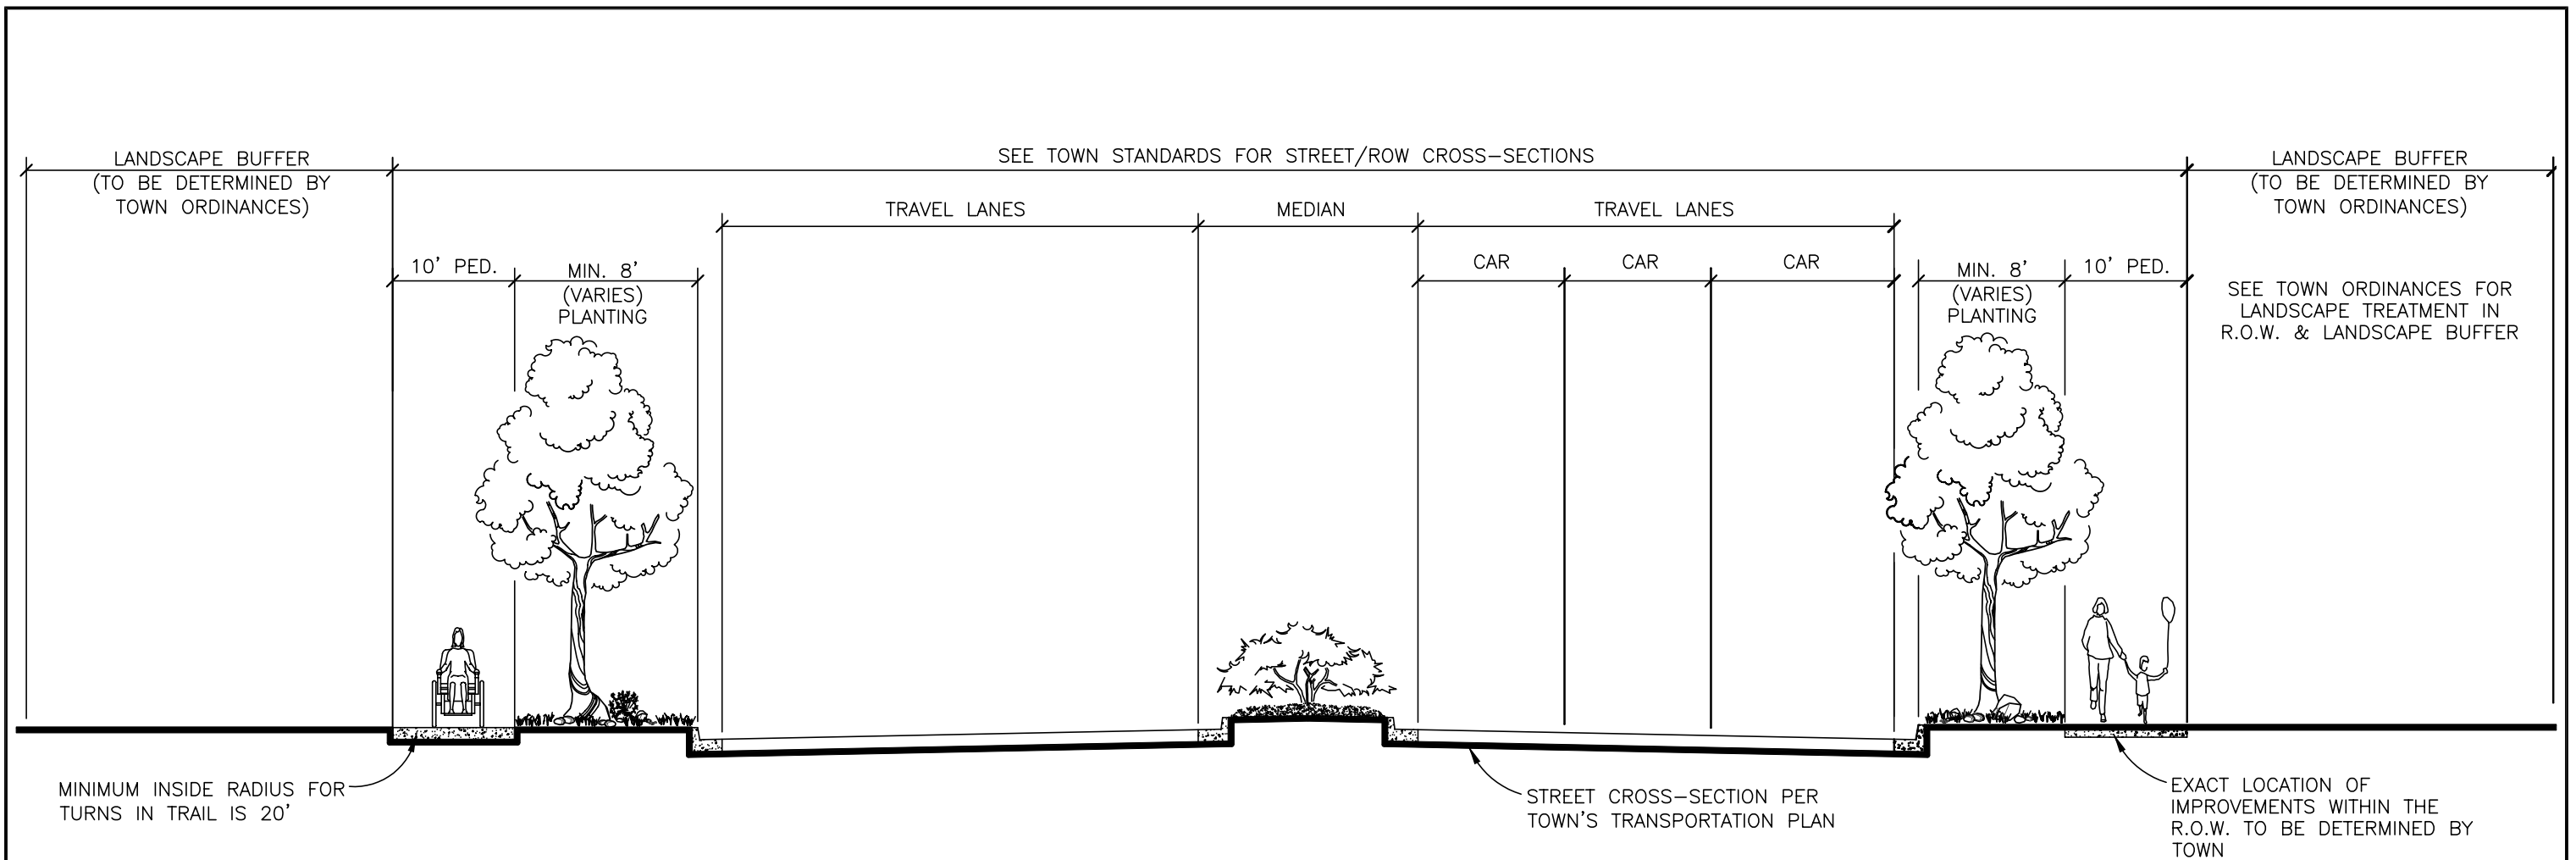 LANDSCAPE BUFFER
(TO BE DETERMINED BY
TOWN ORDINANCES)
SEE TOWN STANDARDS FOR STREET/ROW CROSS-SECTIONS
LANDSCAPE BUFFER
(TO BE DETERMINED BY
TOWN ORDINANCES)
TRAVEL LANES
MEDIAN
TRAVEL LANES
10' PED.
MIN. 8'
(VARIES)
PLANTING
CAR
CAR
CAR
MIN. 8'
(VARIES)
PLANTING
10' PED.
SEE TOWN ORDINANCES FOR
LANDSCAPE TREATMENT IN
R.O.W. & LANDSCAPE BUFFER
MINIMUM INSIDE RADIUS FOR
TURNS IN TRAIL IS 20'
STREET CROSS-SECTION PER
TOWN'S TRANSPORTATION PLAN
EXACT LOCATION OF
IMPROVEMENTS WITHIN THE
R.O.W. TO BE DETERMINED BY
TOWN